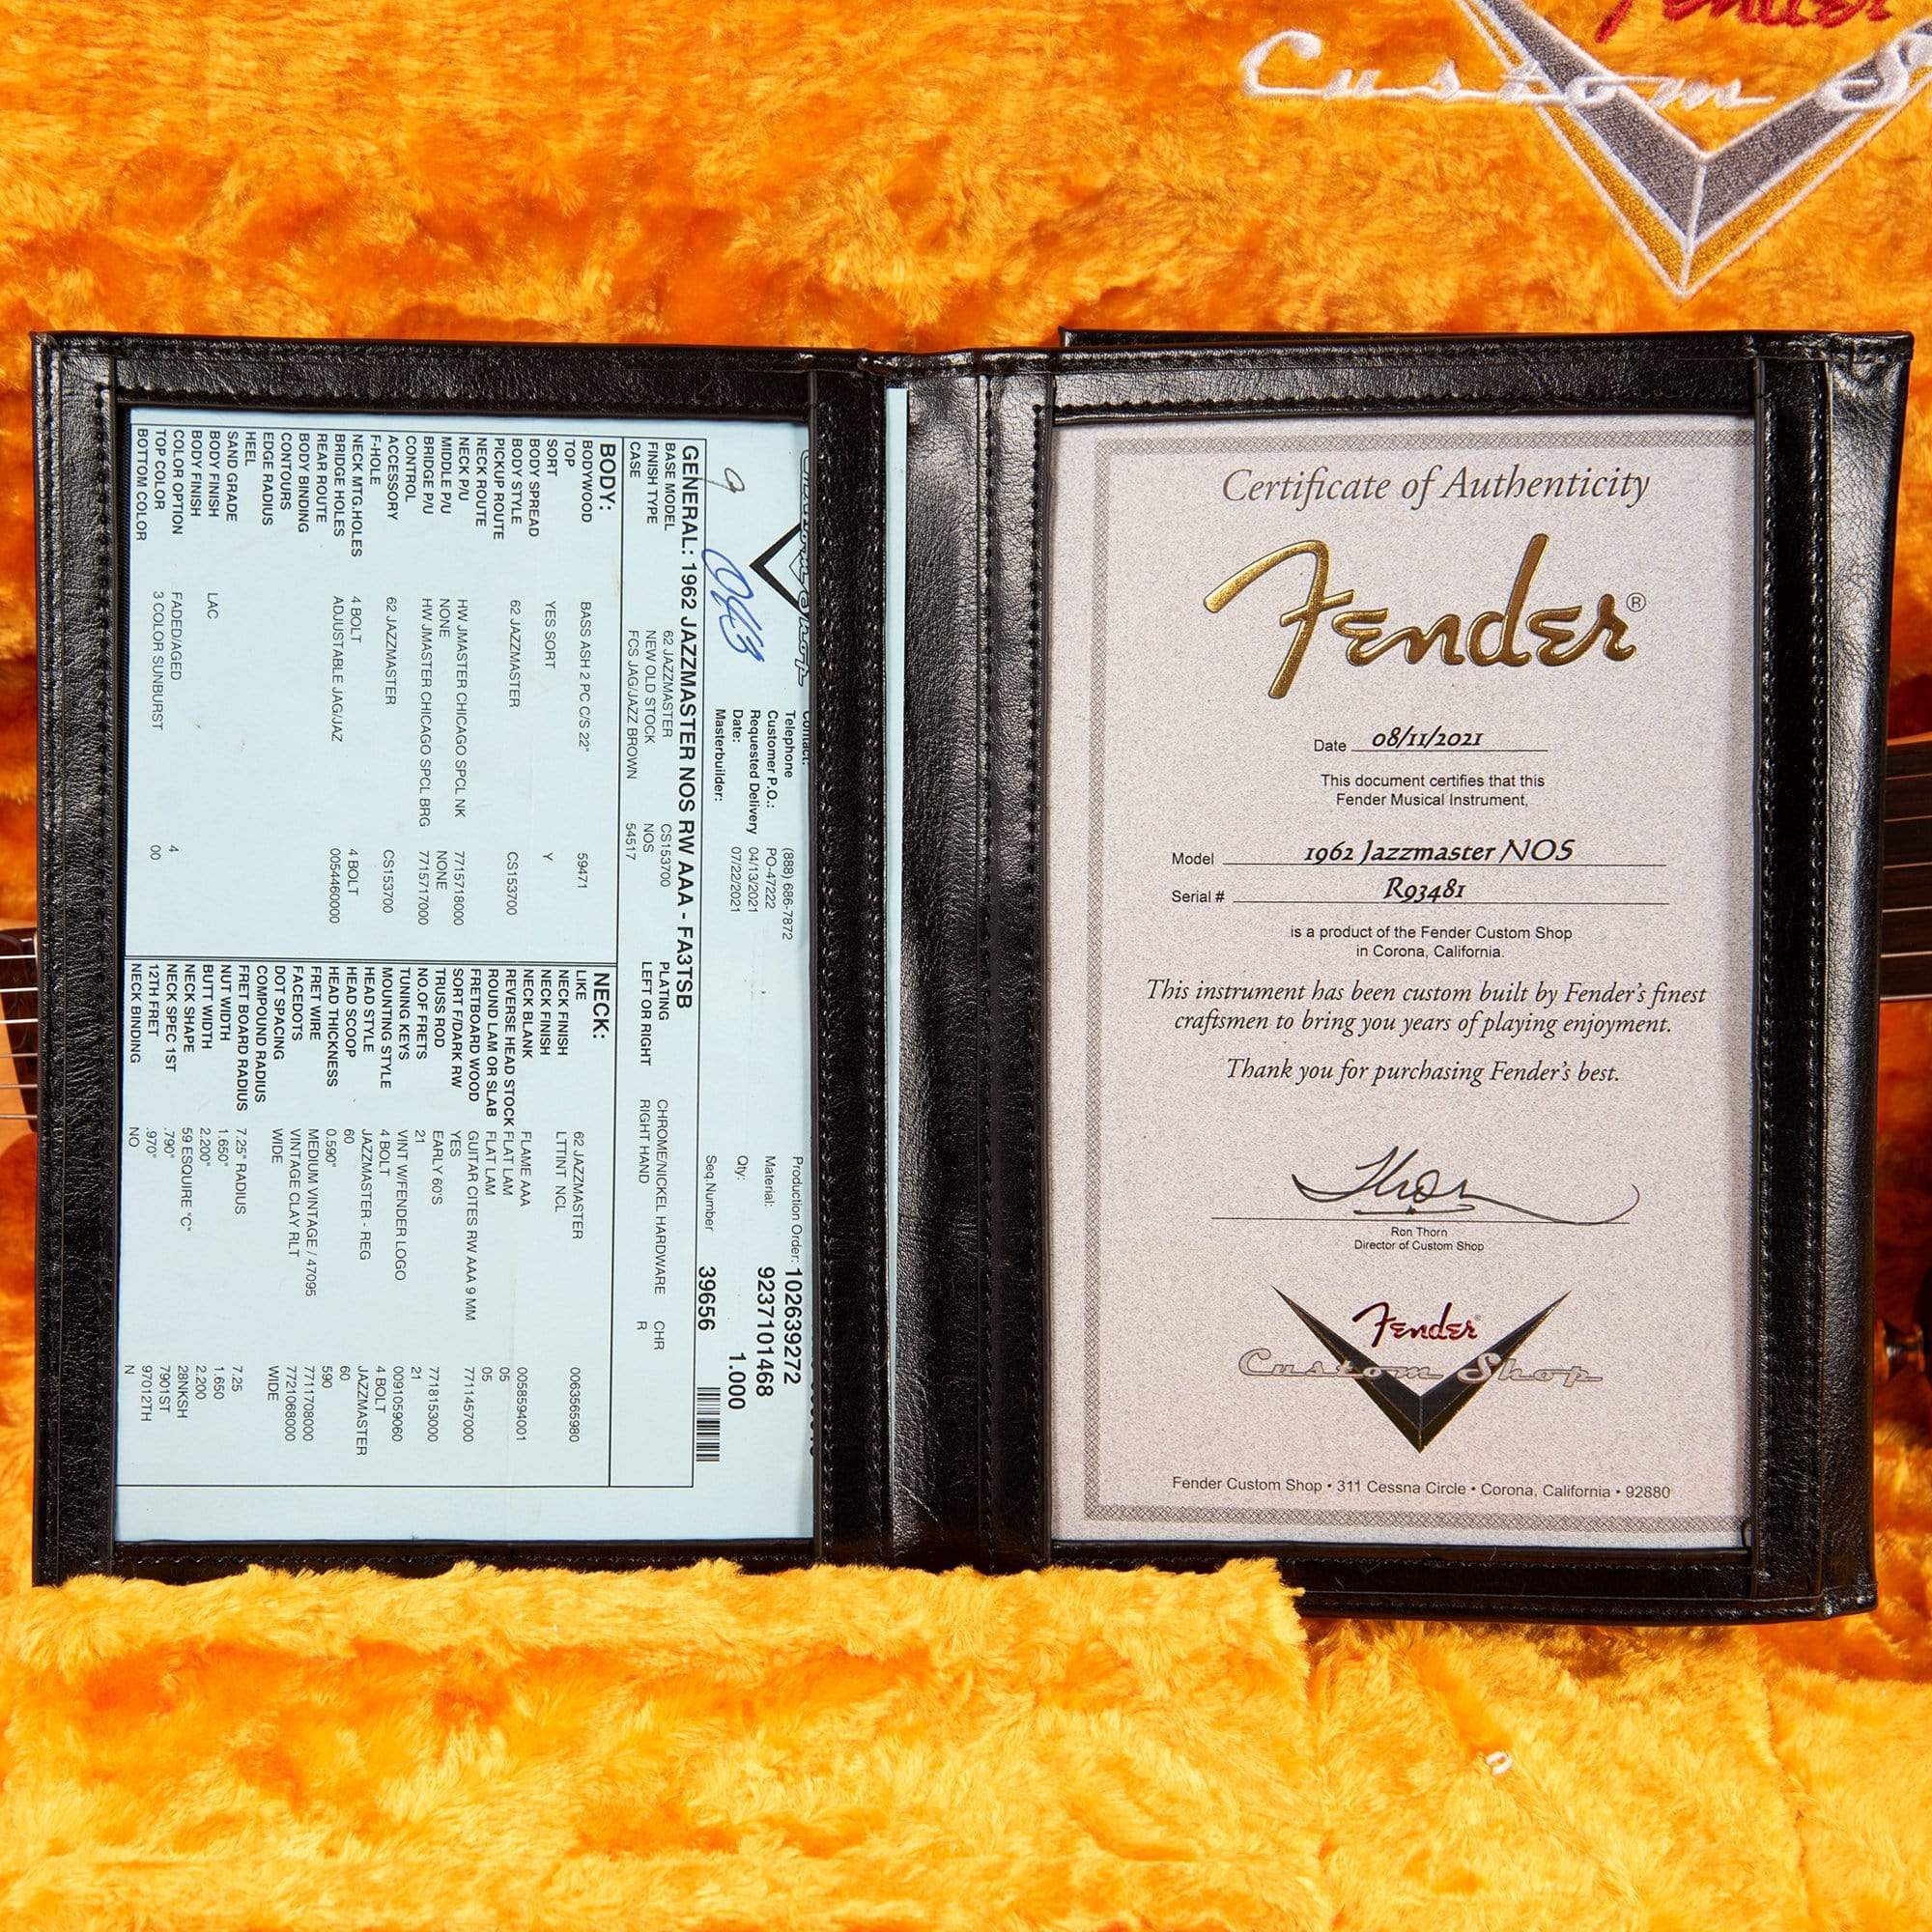 Fender
Custom S
Custom Shop
Contact:
Telephone (888) 686-7872
Customer P.O.: PO-47222
Requested Delivery 04/13/2021
Date: 07/22/2021
Masterbuilder:
Production Order: 102639272
Material: 9237101468
Qty: 1.000
Seq.Number 39656
GENERAL: 1962 JAZZMASTER NOS RW AAA - FA3TSB
BASE MODEL 62 JAZZMASTER CS153700 PLATING CHROME/NICKEL HARDWARE CHR
FINISH TYPE NEW OLD STOCK NOS LEFT OR RIGHT RIGHT HAND R
CASE FCS JAG/JAZZ BROWN 54517
BODY:
BODYWOOD BASS ASH 2 PC C/S 22" 59471
TOP
SORT YES SORT Y
BODY SPREAD
BODY STYLE 62 JAZZMASTER CS153700
PICKUP ROUTE
NECK ROUTE
NECK P/U HW JMASTER CHICAGO SPCL NK 7715718000
MIDDLE P/U NONE NONE
BRIDGE P/U HW JMASTER CHICAGO SPCL BRG 7715717000
CONTROL
ACCESSORY 62 JAZZMASTER CS153700
F-HOLE
NECK MTG.HOLES 4 BOLT 4 BOLT
BRIDGE HOLES ADJUSTABLE JAG/JAZ 0054460000
REAR ROUTE
BODY BINDING
CONTOURS
EDGE RADIUS
HEEL
SAND GRADE
BODY FINISH LAC
BODY FINISH
COLOR OPTION FADED/AGED 4
TOP COLOR 3 COLOR SUNBURST 00
BOTTOM COLOR
NECK:
LIKE 62 JAZZMASTER 0063565980
NECK FINISH LTTINT NCL
NECK FINISH
NECK BLANK FLAME AAA 0058594001
REVERSE HEAD STOCK FLAT LAM 05
ROUND LAM OR SLAB FLAT LAM 05
FRETBOARD WOOD GUITAR CITES RW AAA 9 MM 7711457000
SORT F/DARK RW YES
TRUSS ROD EARLY 60'S 7718153000
NO.OF FRETS 21 21
TUNING KEYS VINT W/FENDER LOGO 0091059060
MOUNTING STYLE 4 BOLT 4 BOLT
HEAD STYLE JAZZMASTER - REG JAZZMASTER
HEAD SCOOP 60 60
HEAD THICKNESS 0.590" 590
FRET WIRE MEDIUM VINTAGE / 47095 7711708000
FACEDOTS VINTAGE CLAY RLT 7721068000
DOT SPACING WIDE WIDE
COMPOUND RADIUS
FRET BOARD RADIUS 7.25" RADIUS 7.25
NUT WIDTH 1.650" 1.650
BUTT WIDTH 2.200" 2.200
NECK SHAPE 59 ESQUIRE "C" 28NKSH
NECK SPEC 1ST .790" 7901ST
12TH FRET .970" 97012TH
NECK BINDING NO N
Certificate of Authenticity
Fender®
Date 08/11/2021
This document certifies that this
Fender Musical Instrument,
Model 1962 Jazzmaster NOS
Serial # R93481
is a product of the Fender Custom Shop
in Corona, California.
This instrument has been custom built by Fender's finest
craftsmen to bring you years of playing enjoyment.
Thank you for purchasing Fender's best.
Thorn
Ron Thorn
Director of Custom Shop
Fender
Custom Shop
Fender Custom Shop • 311 Cessna Circle • Corona, California • 92880